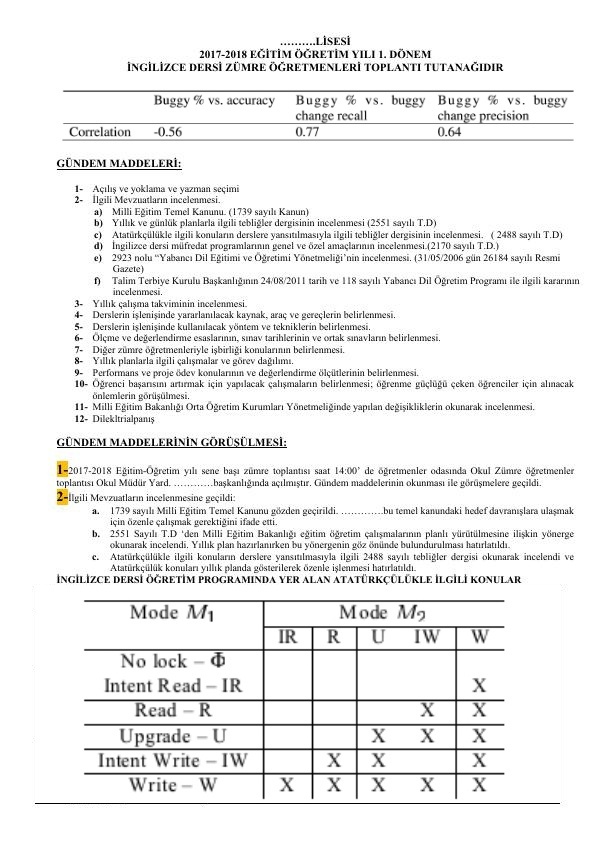 ……….LİSESİ
2017-2018 EĞİTİM ÖĞRETİM YILI 1. DÖNEM
İNGİLİZCE DERSİ ZÜMRE ÖĞRETMENLERİ TOPLANTI TUTANAĞIDIR
Buggy % vs. accuracy Buggy % vs. buggy Buggy % vs. buggy
change recall change precision
Correlation -0.56 0.77 0.64
GÜNDEM MADDELERİ:
1- Açılış ve yoklama ve yazman seçimi
2- İlgili Mevzuatların incelenmesi.
a) Milli Eğitim Temel Kanunu. (1739 sayılı Kanun)
b) Yıllık ve günlük planlarla ilgili tebliğler dergisinin incelenmesi (2551 sayılı T.D)
c) Atatürkçülükle ilgili konuların derslere yansıtılmasıyla ilgili tebliğler dergisinin incelenmesi. ( 2488 sayılı T.D)
d) İngilizce dersi müfredat programlarının genel ve özel amaçlarının incelenmesi.(2170 sayılı T.D.)
e) 2923 nolu “Yabancı Dil Eğitimi ve Öğretimi Yönetmeliği’nin incelenmesi. (31/05/2006 gün 26184 sayılı Resmi
Gazete)
f) Talim Terbiye Kurulu Başkanlığının 24/08/2011 tarih ve 118 sayılı Yabancı Dil Öğretim Programı ile ilgili kararının
incelenmesi.
3- Yıllık çalışma takviminin incelenmesi.
4- Derslerin işlenişinde yararlanılacak kaynak, araç ve gereçlerin belirlenmesi.
5- Derslerin işlenişinde kullanılacak yöntem ve tekniklerin belirlenmesi.
6- Ölçme ve değerlendirme esaslarının, sınav tarihlerinin ve ortak sınavların belirlenmesi.
7- Diğer zümre öğretmenleriyle işbirliği konularının belirlenmesi.
8- Yıllık planlarla ilgili çalışmalar ve görev dağılımı.
9- Performans ve proje ödev konularının ve değerlendirme ölçütlerinin belirlenmesi.
10- Öğrenci başarısını artırmak için yapılacak çalışmaların belirlenmesi; öğrenme güçlüğü çeken öğrenciler için alınacak
önlemlerin görüşülmesi.
11- Milli Eğitim Bakanlığı Orta Öğretim Kurumları Yönetmeliğinde yapılan değişikliklerin okunarak incelenmesi.
12- Dilekltrialpanış
GÜNDEM MADDELERİNİN GÖRÜŞÜLMESİ:
1-2017-2018 Eğitim-Öğretim yılı sene başı zümre toplantısı saat 14:00’ de öğretmenler odasında Okul Zümre öğretmenler
toplantısı Okul Müdür Yard. …………başkanlığında açılmıştır. Gündem maddelerinin okunması ile görüşmelere geçildi.
2-İlgili Mevzuatların incelenmesine geçildi:
a. 1739 sayılı Milli Eğitim Temel Kanunu gözden geçirildi. …………bu temel kanundaki hedef davranışlara ulaşmak
için özenle çalışmak gerektiğini ifade etti.
b. 2551 Sayılı T.D ‘den Milli Eğitim Bakanlığı eğitim öğretim çalışmalarının planlı yürütülmesine ilişkin yönerge
okunarak incelendi. Yıllık plan hazırlanırken bu yönergenin göz önünde bulundurulması hatırlatıldı.
c. Atatürkçülükle ilgili konuların derslere yansıtılmasıyla ilgili 2488 sayılı tebliğler dergisi okunarak incelendi ve
Atatürkçülük konuları yıllık planda gösterilerek özenle işlenmesi hatırlatıldı.
İNGİLİZCE DERSİ ÖĞRETİM PROGRAMINDA YER ALAN ATATÜRKÇÜLÜKLE İLGİLİ KONULAR
Mode M1 Mode M2
IR R U IW W
No lock – Φ
Intent Read – IR X
Read – R X X
Upgrade – U X X X
Intent Write – IW X X X
Write – W X X X X X